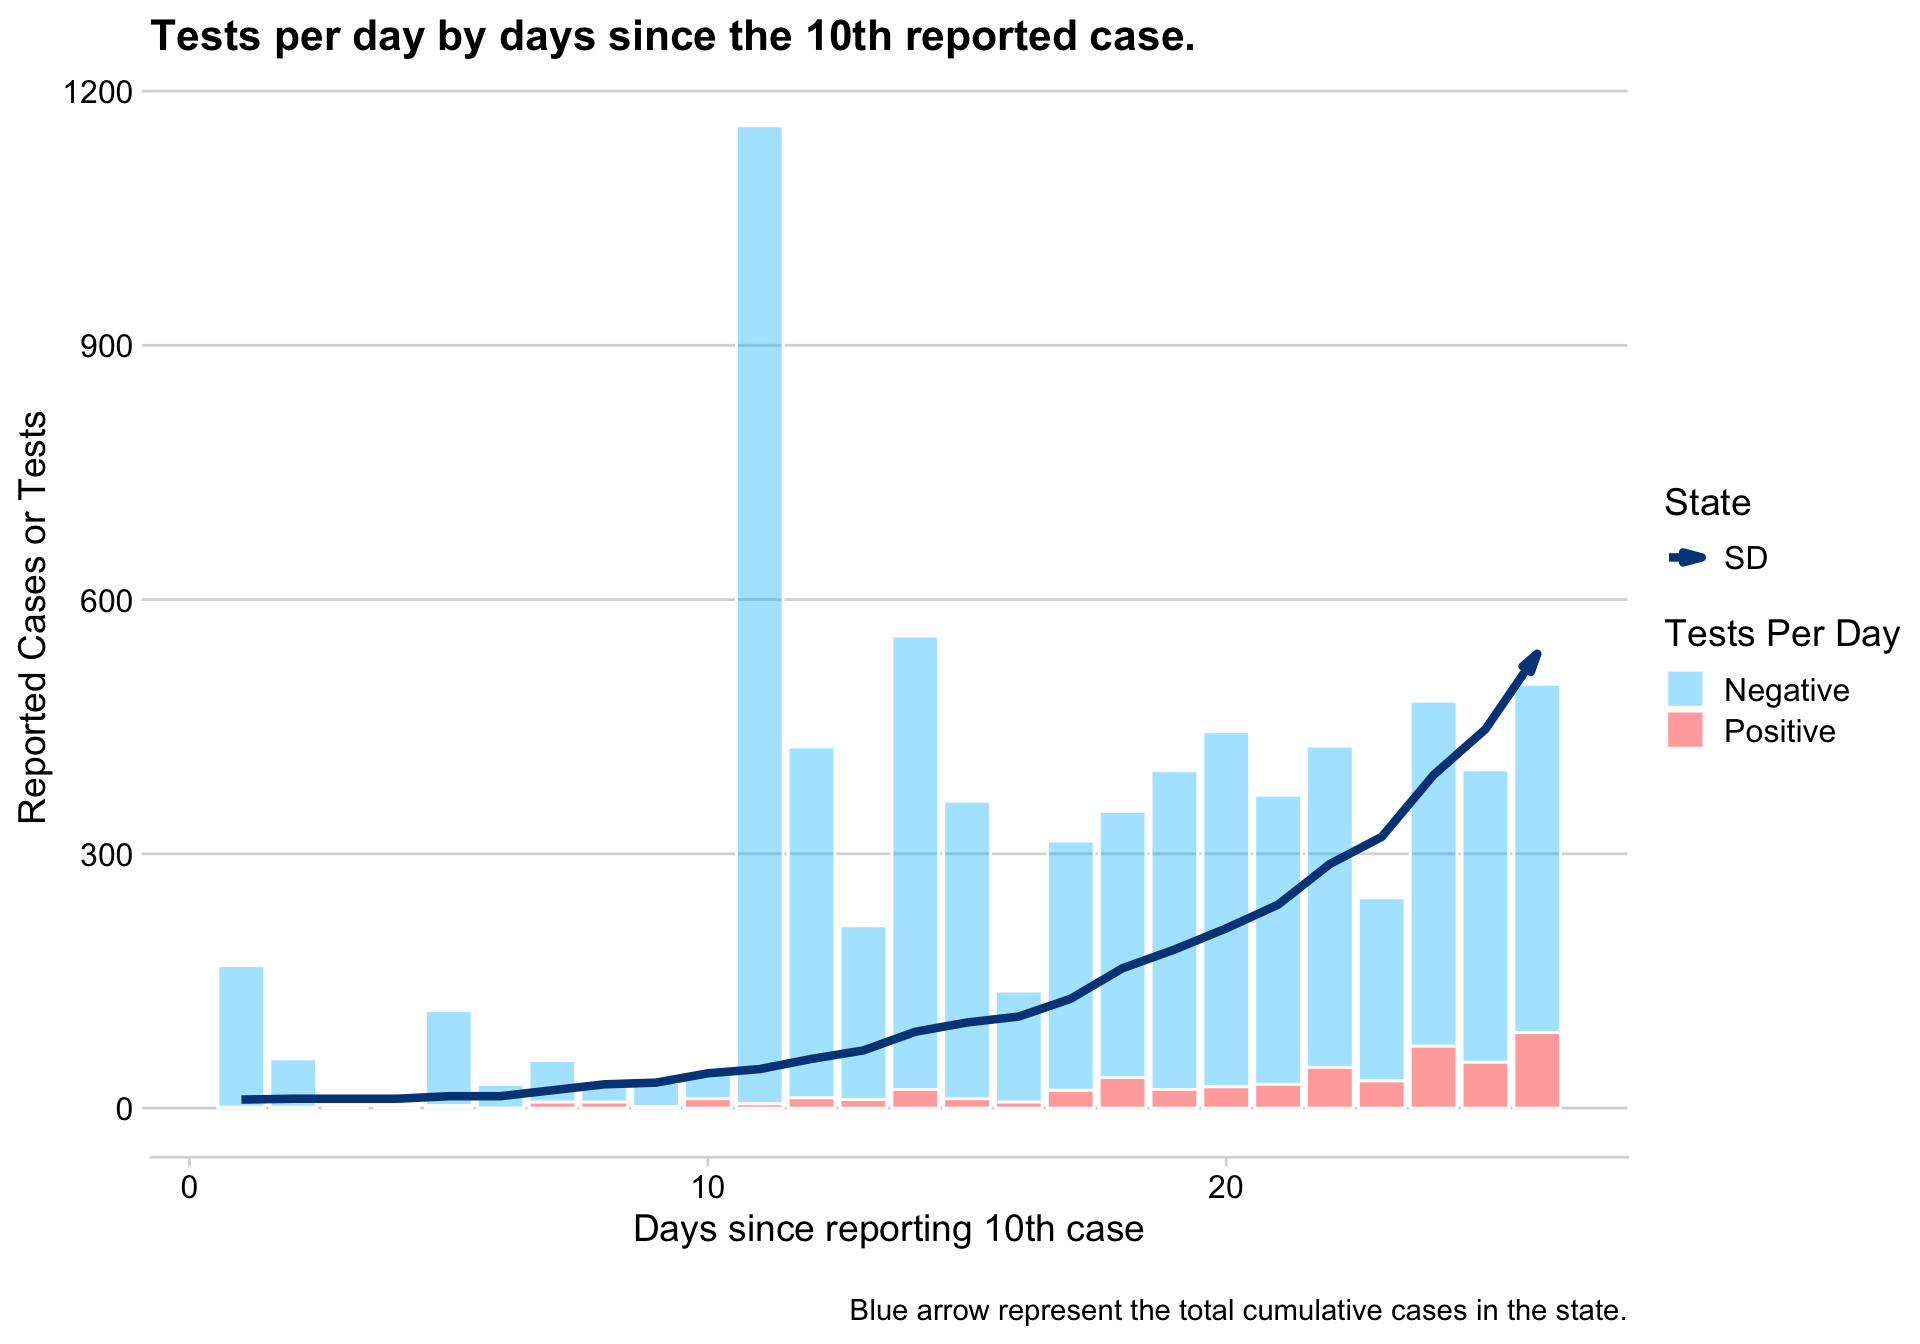 Tests per day by days since the 10th reported case.
1200
900
600
300
0
Reported Cases or Tests
0
10
20
Days since reporting 10th case
State
SD
Tests Per Day
Negative
Positive
Blue arrow represent the total cumulative cases in the state.